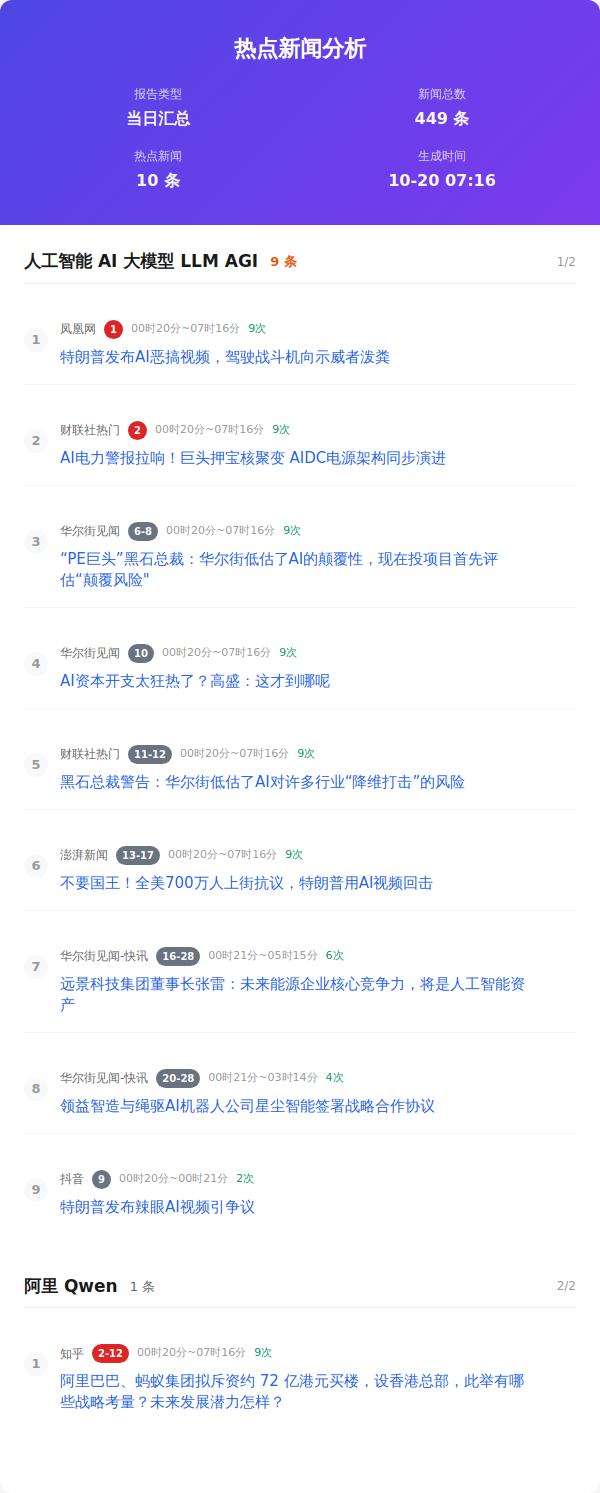 热点新闻分析
报告类型
新闻总数
当日汇总
449 条
热点新闻
生成时间
10 条
10-20 07:16
人工智能 AI 大模型 LLM AGI 9 条 1/2
1
凤凰网 1 00时20分~07时16分 9次
特朗普发布AI恶搞视频，驾驶战斗机向示威者泼粪
2
财联社热门 2 00时20分~07时16分 9次
AI电力警报拉响！巨头押宝核聚变 AIDC电源架构同步演进
3
华尔街见闻 6-8 00时20分~07时16分 9次
“PE巨头”黑石总裁：华尔街低估了AI的颠覆性，现在投项目首先评
估“颠覆风险"
4
华尔街见闻 10 00时20分~07时16分 9次
AI资本开支太狂热了？高盛：这才到哪呢
5
财联社热门 11-12 00时20分~07时16分 9次
黑石总裁警告：华尔街低估了AI对许多行业“降维打击”的风险
6
澎湃新闻 13-17 00时20分~07时16分 9次
不要国王！全美700万人上街抗议，特朗普用AI视频回击
7
华尔街见闻-快讯 16-28 00时21分~05时15分 6次
远景科技集团董事长张雷：未来能源企业核心竞争力，将是人工智能资
产
8
华尔街见闻-快讯 20-28 00时21分~03时14分 4次
领益智造与绳驱AI机器人公司星尘智能签署战略合作协议
9
抖音 9 00时20分~00时21分 2次
特朗普发布辣眼AI视频引争议
阿里 Qwen 1 条 2/2
1
知乎 2-12 00时20分~07时16分 9次
阿里巴巴、蚂蚁集团拟斥资约 72 亿港元买楼，设香港总部，此举有哪
些战略考量？未来发展潜力怎样？